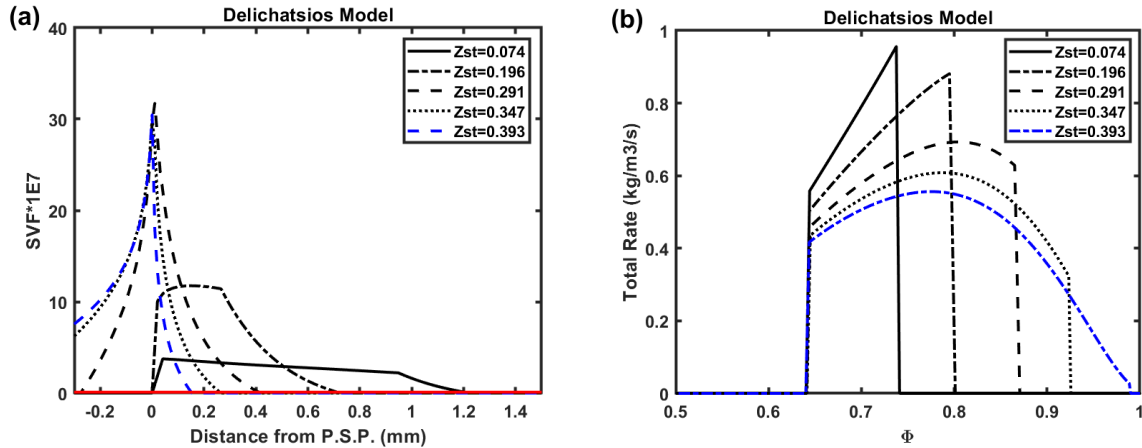 (a)
Delichatsios Model
40
30
20
10
0
SVF*1E7
Zst=0.074
Zst=0.196
Zst=0.291
Zst=0.347
Zst=0.393
-0.2 0 0.2 0.4 0.6 0.8 1 1.2 1.4
Distance from P.S.P. (mm)
(b)
Delichatsios Model
1
0.8
0.6
0.4
0.2
0
Total Rate (kg/m3/s)
Zst=0.074
Zst=0.196
Zst=0.291
Zst=0.347
Zst=0.393
0.5 0.6 0.7 0.8 0.9 1
Φ